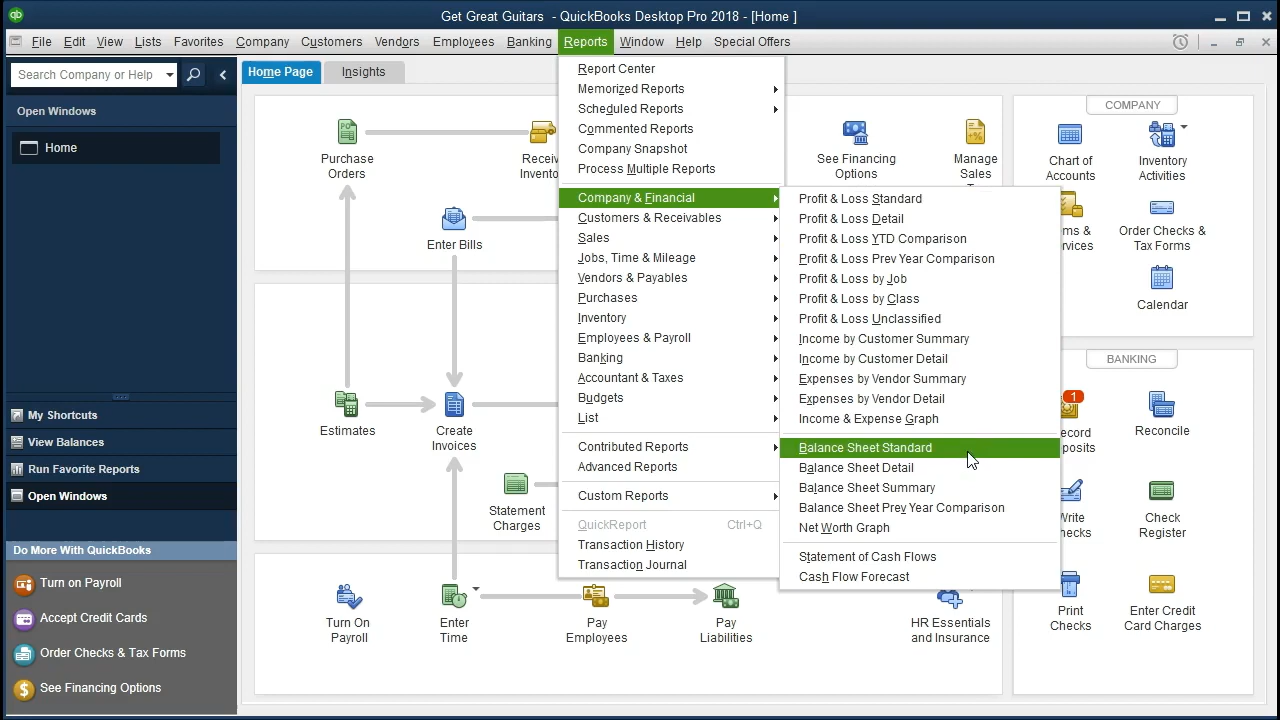 Get Great Guitars - QuickBooks Desktop Pro 2018 - [Home ]
File Edit View Lists Favorites Company Customers Vendors Employees Banking Reports Window Help Special Offers
Search Company or Help
Open Windows
Home
My Shortcuts
View Balances
Run Favorite Reports
Open Windows
Do More With QuickBooks
Turn on Payroll
Accept Credit Cards
Order Checks & Tax Forms
See Financing Options
Home Page
Insights
Purchase
Orders
Enter Bills
Estimates
Create
Invoices
Statement
Charges
Turn On
Payroll
Enter
Time
Pay
Employees
Pay
Liabilities
HR Essentials
and Insurance
See Financing
Options
Manage
Sales
Report Center
Memorized Reports
Scheduled Reports
Commented Reports
Company Snapshot
Process Multiple Reports
Company & Financial
Customers & Receivables
Sales
Jobs, Time & Mileage
Vendors & Payables
Purchases
Inventory
Employees & Payroll
Banking
Accountant & Taxes
Budgets
List
Contributed Reports
Advanced Reports
Custom Reports
QuickReport Ctrl+Q
Transaction History
Transaction Journal
Profit & Loss Standard
Profit & Loss Detail
Profit & Loss YTD Comparison
Profit & Loss Prev Year Comparison
Profit & Loss by Job
Profit & Loss by Class
Profit & Loss Unclassified
Income by Customer Summary
Income by Customer Detail
Expenses by Vendor Summary
Expenses by Vendor Detail
Income & Expense Graph
Balance Sheet Standard
Balance Sheet Detail
Balance Sheet Summary
Balance Sheet Prev Year Comparison
Net Worth Graph
Statement of Cash Flows
Cash Flow Forecast
COMPANY
Chart of
Accounts
Inventory
Activities
Order Checks &
Tax Forms
Calendar
BANKING
1
Reconcile
Check
Register
Print
Checks
Enter Credit
Card Charges